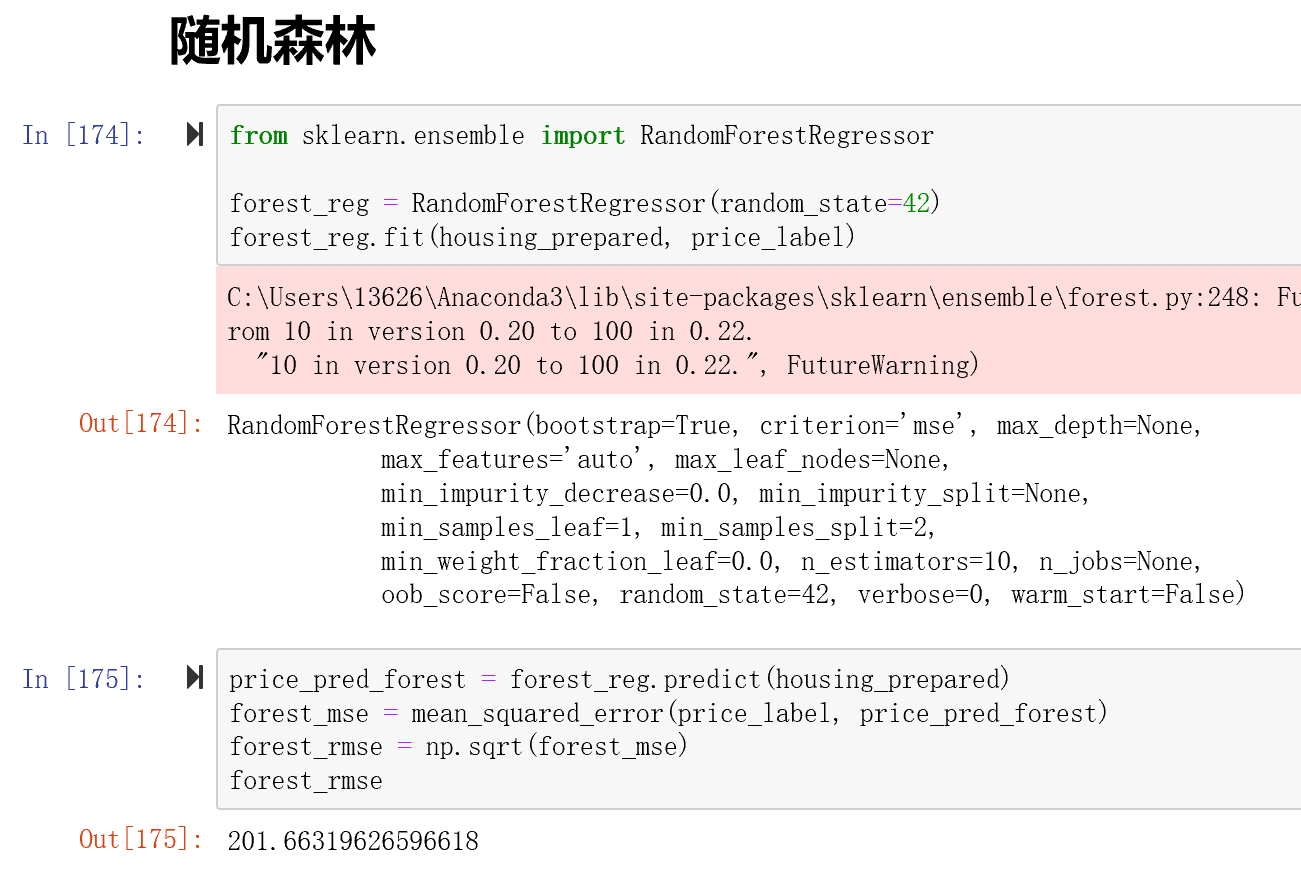 随机森林
In [174]:
from sklearn.ensemble import RandomForestRegressor
forest_reg = RandomForestRegressor(random_state=42)
forest_reg.fit(housing_prepared, price_label)
C:\Users\13626\Anaconda3\lib\site-packages\sklearn\ensemble\forest.py:248: Fu
rom 10 in version 0.20 to 100 in 0.22.
"10 in version 0.20 to 100 in 0.22.", FutureWarning)
Out[174]:
RandomForestRegressor(bootstrap=True, criterion='mse', max_depth=None,
max_features='auto', max_leaf_nodes=None,
min_impurity_decrease=0.0, min_impurity_split=None,
min_samples_leaf=1, min_samples_split=2,
min_weight_fraction_leaf=0.0, n_estimators=10, n_jobs=None,
oob_score=False, random_state=42, verbose=0, warm_start=False)
In [175]:
price_pred_forest = forest_reg.predict(housing_prepared)
forest_mse = mean_squared_error(price_label, price_pred_forest)
forest_rmse = np.sqrt(forest_mse)
forest_rmse
Out[175]:
201.66319626596618